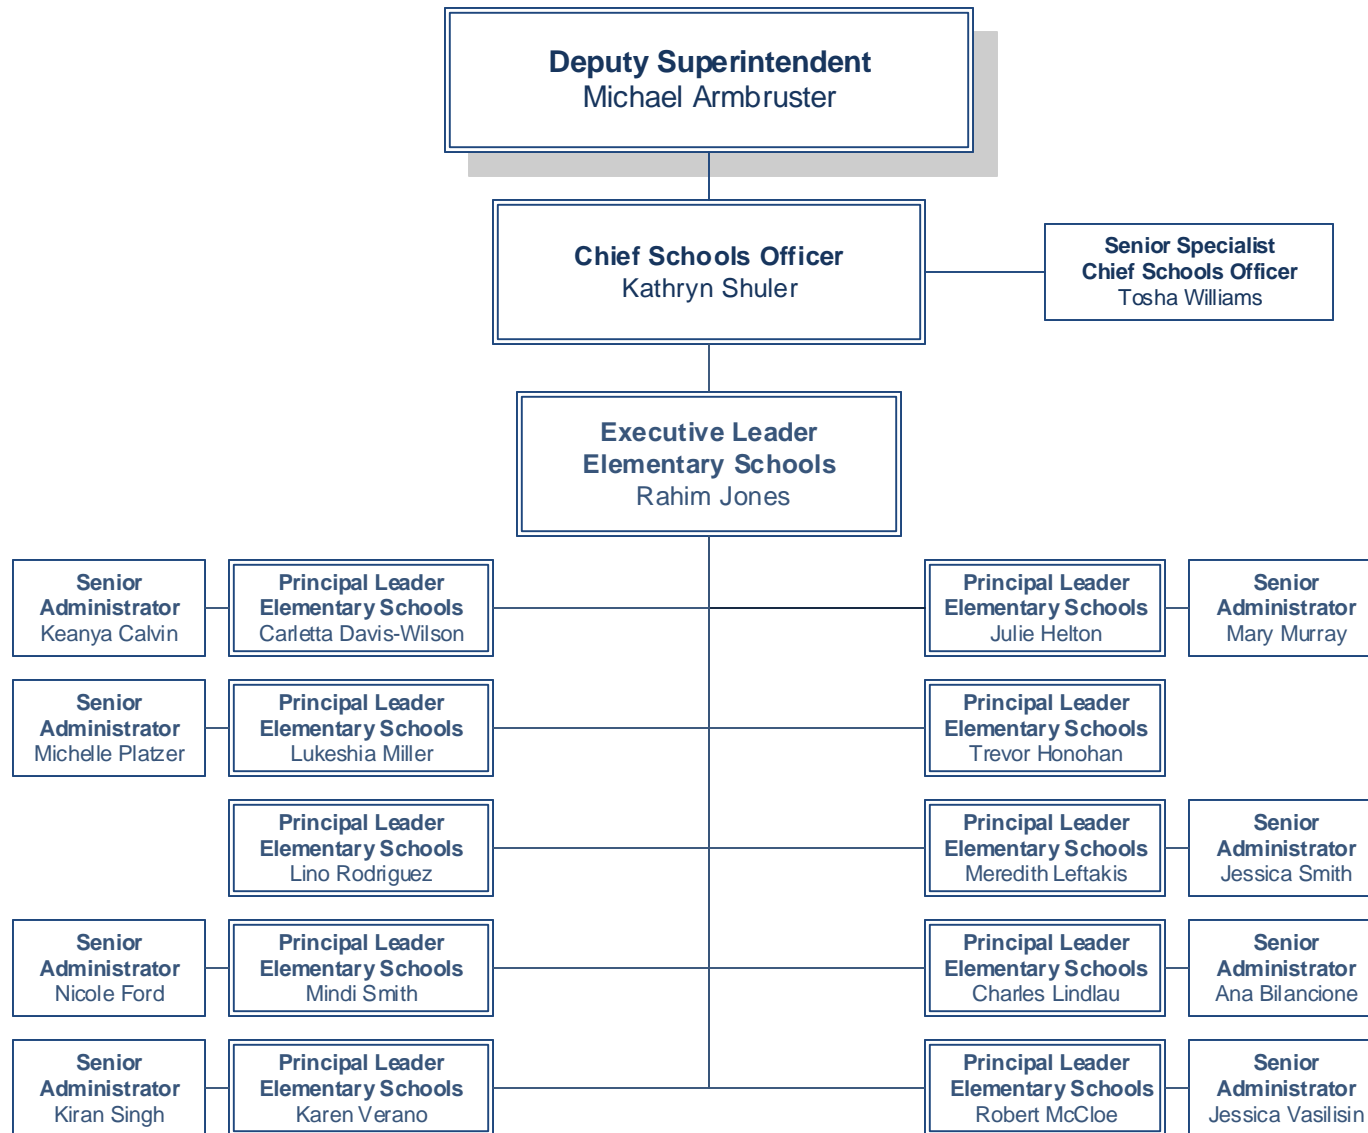 Deputy Superintendent
Michael Armbruster
Chief Schools Officer
Kathryn Shuler
Senior Specialist
Chief Schools Officer
Tosha Williams
Executive Leader
Elementary Schools
Rahim Jones
Senior
Administrator
Keanya Calvin
Principal Leader
Elementary Schools
Carletta Davis-Wilson
Principal Leader
Elementary Schools
Julie Helton
Senior
Administrator
Mary Murray
Senior
Administrator
Michelle Platzer
Principal Leader
Elementary Schools
Lukeshia Miller
Principal Leader
Elementary Schools
Trevor Honohan
Principal Leader
Elementary Schools
Lino Rodriguez
Principal Leader
Elementary Schools
Meredith Leftakis
Senior
Administrator
Jessica Smith
Senior
Administrator
Nicole Ford
Principal Leader
Elementary Schools
Mindi Smith
Principal Leader
Elementary Schools
Charles Lindlau
Senior
Administrator
Ana Bilancione
Senior
Administrator
Kiran Singh
Principal Leader
Elementary Schools
Karen Verano
Principal Leader
Elementary Schools
Robert McCloe
Senior
Administrator
Jessica Vasilisin